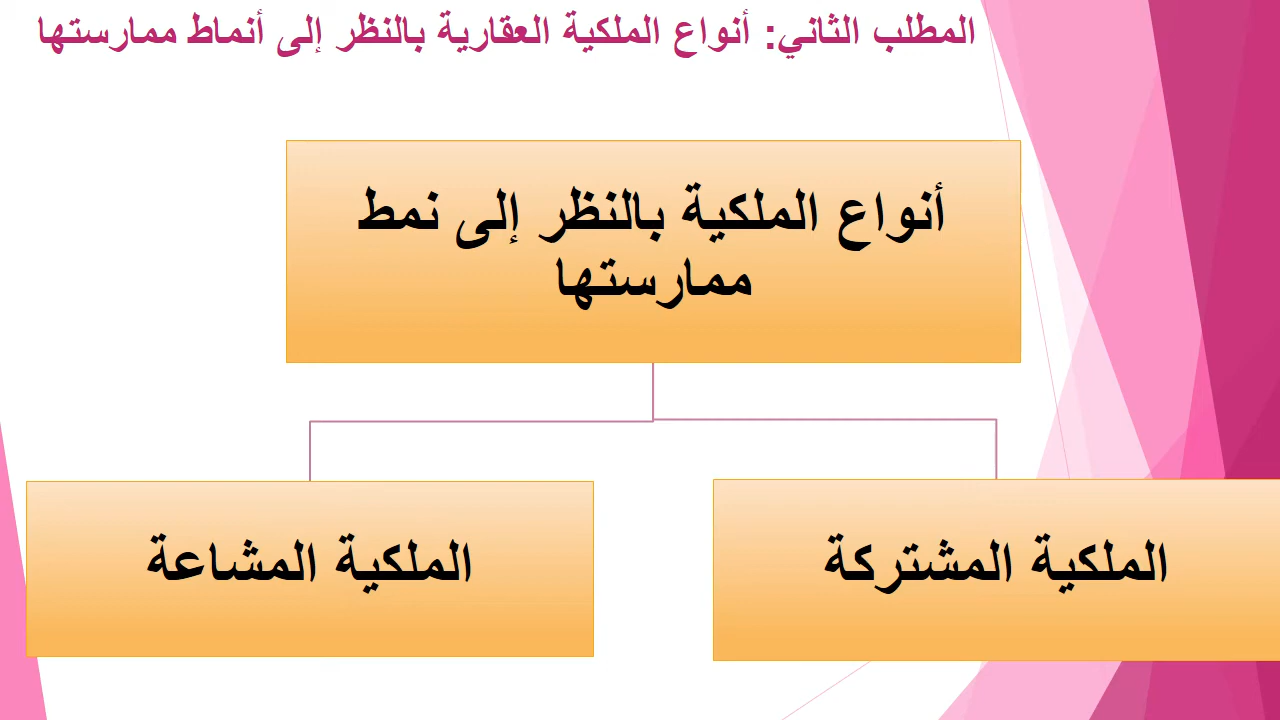 المطلب الثاني: أنواع الملكية العقارية بالنظر إلى أنماط ممارستها
أنواع الملكية بالنظر إلى نمط
ممارستها
الملكية المشتركة
الملكية المشاعة